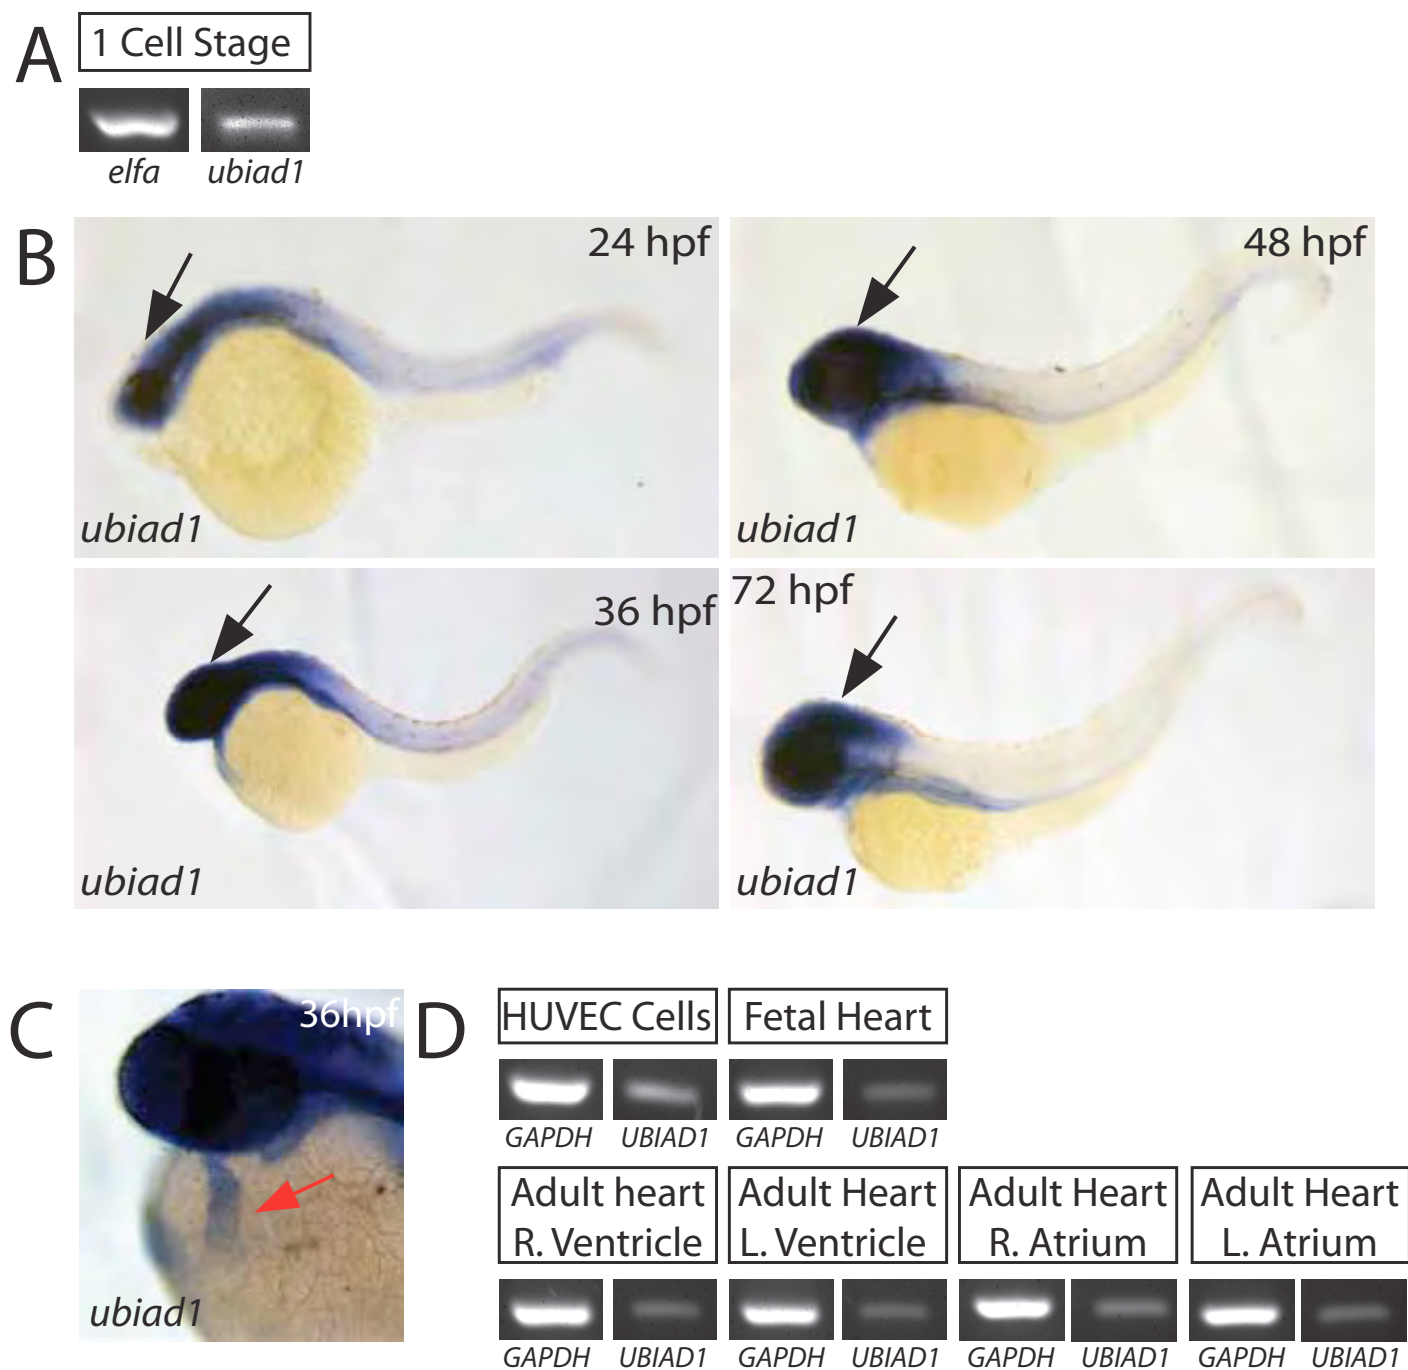 A
1 Cell Stage
elfa ubiad1
B
24 hpf
ubiad1
48 hpf
ubiad1
36 hpf
ubiad1
72 hpf
ubiad1
C
36hpf
ubiad1
D
HUVEC Cells Fetal Heart
GAPDH UBIAD1 GAPDH UBIAD1
Adult heart Adult Heart Adult Heart Adult Heart
R. Ventricle L. Ventricle R. Atrium L. Atrium
GAPDH UBIAD1 GAPDH UBIAD1 GAPDH UBIAD1 GAPDH UBIAD1